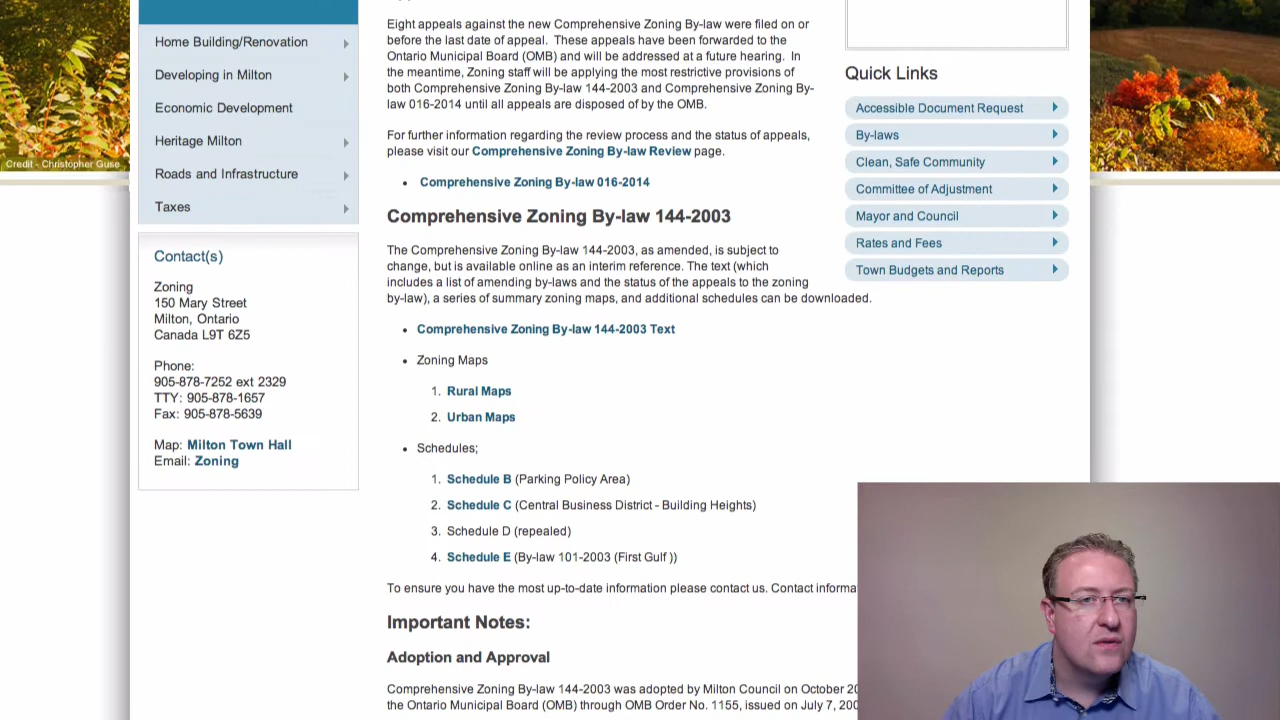 Home Building/Renovation
Developing in Milton
Economic Development
Heritage Milton
Roads and Infrastructure
Taxes
Credit - Christopher Guse
Contact(s)
Zoning
150 Mary Street
Milton, Ontario
Canada L9T 6Z5
Phone:
905-878-7252 ext 2329
TTY: 905-878-1657
Fax: 905-878-5639
Map: Milton Town Hall
Email: Zoning
Eight appeals against the new Comprehensive Zoning By-law were filed on or
before the last date of appeal. These appeals have been forwarded to the
Ontario Municipal Board (OMB) and will be addressed at a future hearing. In
the meantime, Zoning staff will be applying the most restrictive provisions of
both Comprehensive Zoning By-law 144-2003 and Comprehensive Zoning By-
law 016-2014 until all appeals are disposed of by the OMB.
For further information regarding the review process and the status of appeals,
please visit our Comprehensive Zoning By-law Review page.
• Comprehensive Zoning By-law 016-2014
Comprehensive Zoning By-law 144-2003
The Comprehensive Zoning By-law 144-2003, as amended, is subject to
change, but is available online as an interim reference. The text (which
includes a list of amending by-laws and the status of the appeals to the zoning
by-law), a series of summary zoning maps, and additional schedules can be downloaded.
• Comprehensive Zoning By-law 144-2003 Text
• Zoning Maps
1. Rural Maps
2. Urban Maps
• Schedules;
1. Schedule B (Parking Policy Area)
2. Schedule C (Central Business District - Building Heights)
3. Schedule D (repealed)
4. Schedule E (By-law 101-2003 (First Gulf ))
To ensure you have the most up-to-date information please contact us. Contact informa
Important Notes:
Adoption and Approval
Comprehensive Zoning By-law 144-2003 was adopted by Milton Council on October 20
the Ontario Municipal Board (OMB) through OMB Order No. 1155, issued on July 7, 200
Quick Links
Accessible Document Request
By-laws
Clean, Safe Community
Committee of Adjustment
Mayor and Council
Rates and Fees
Town Budgets and Reports